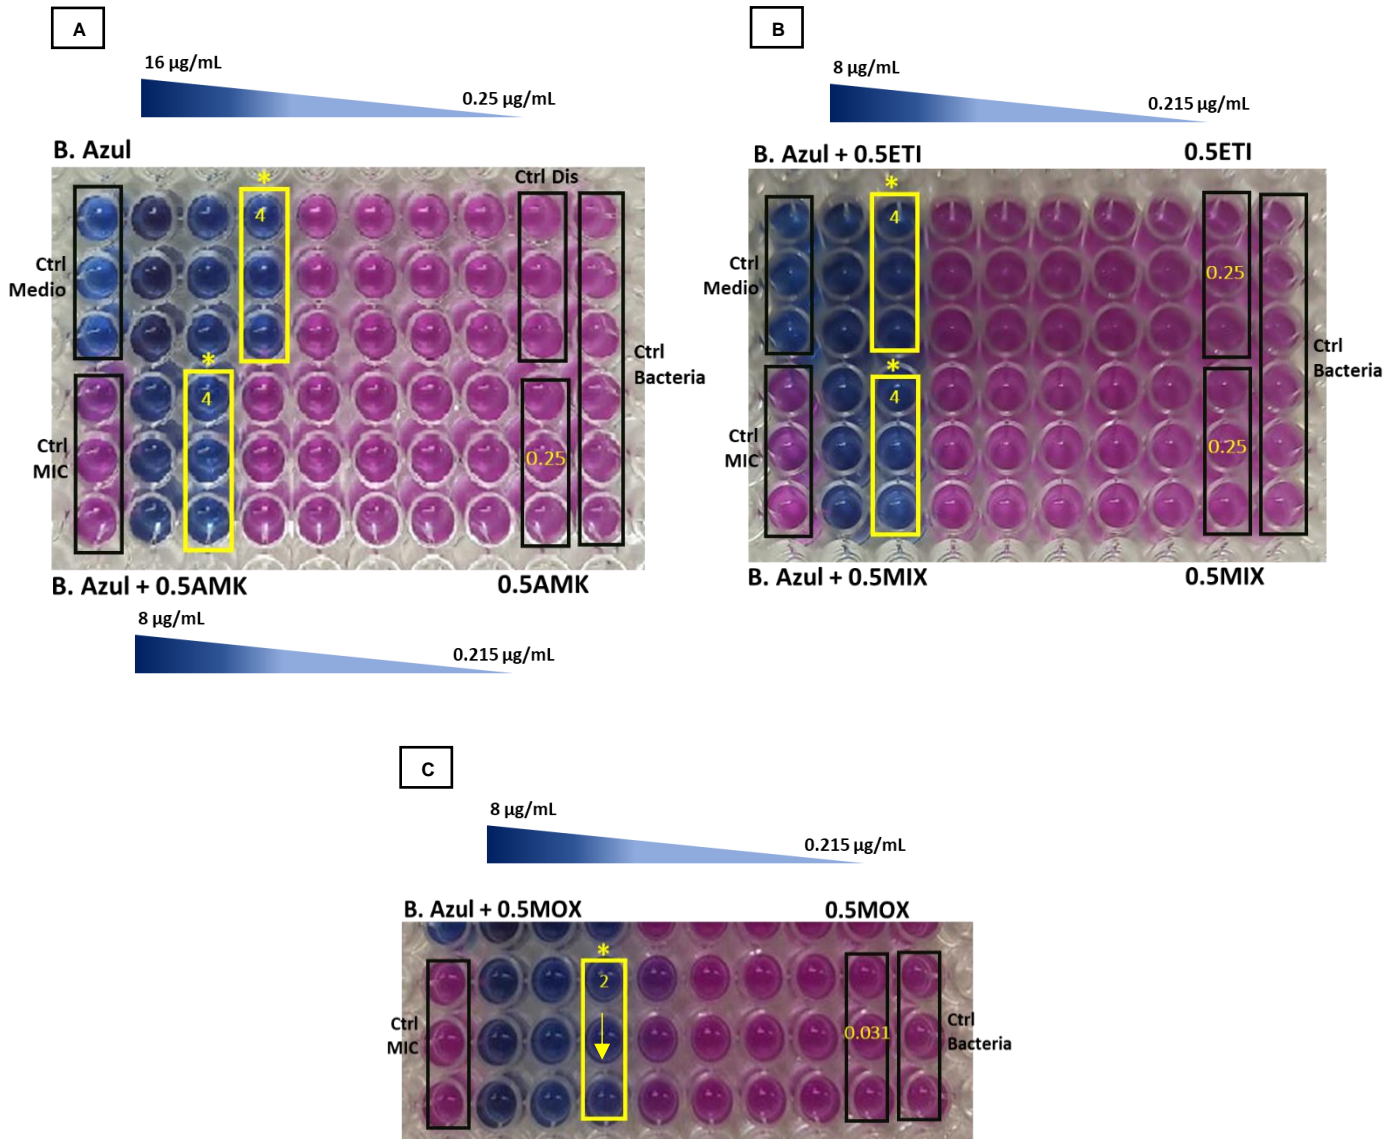 A
16 µg/mL
0.25 µg/mL
B. Azul
*
4
Ctrl Dis
Ctrl
Medio
Ctrl
Bacteria
*
4
Ctrl
MIC
0.25
B. Azul + 0.5AMK
0.5AMK
8 µg/mL
0.215 µg/mL
B
8 µg/mL
0.215 µg/mL
B. Azul + 0.5ETI
0.5ETI
*
4
Ctrl
Medio
0.25
Ctrl
Bacteria
*
4
Ctrl
MIC
0.25
B. Azul + 0.5MIX
0.5MIX
C
8 µg/mL
0.215 µg/mL
B. Azul + 0.5MOX
0.5MOX
*
2
Ctrl
MIC
0.031
Ctrl
Bacteria